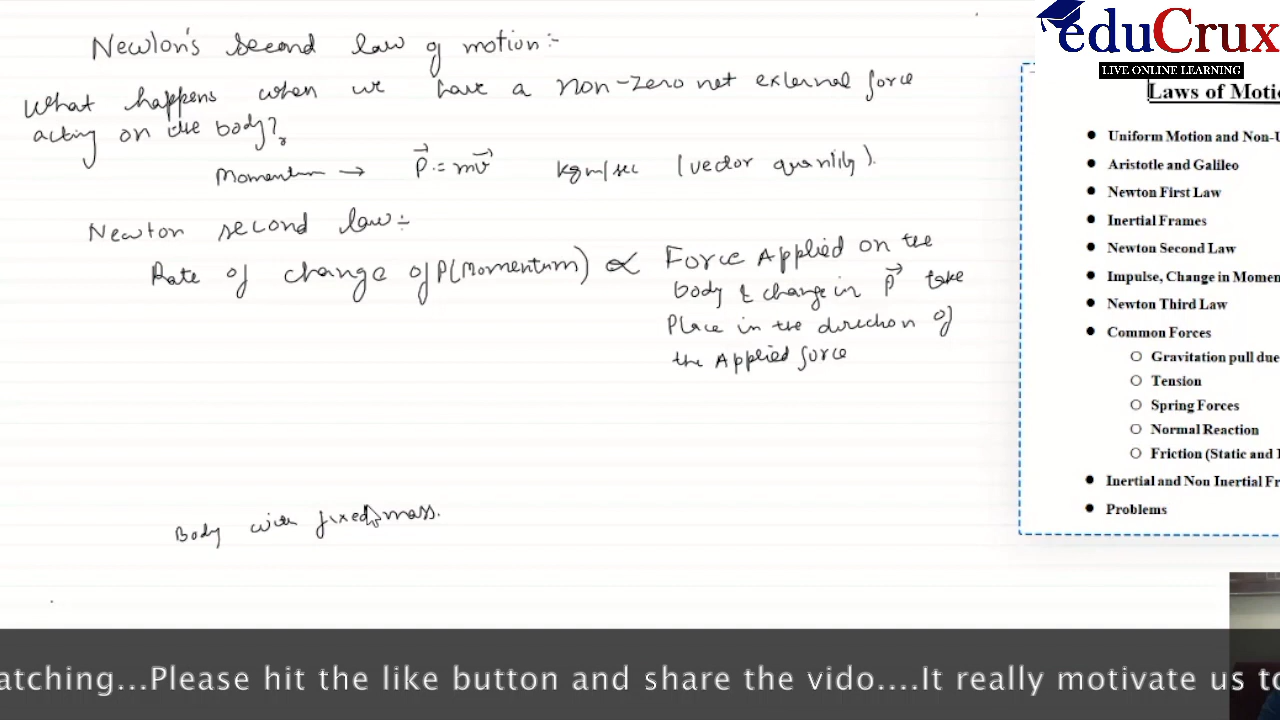 Newton's second law of motion :-
What happens when we have a non-zero net external force
acting on the body?
Momentum → P = mv kgm/sec (vector quantity).
Newton second law :-
Rate of change of P(Momentum) ∝ Force Applied on the
body & change in P take
Place in the direction of
the Applied force
Body with fixed mass.
eduCrux
LIVE ONLINE LEARNING
Laws of Moti
● Uniform Motion and Non-U
● Aristotle and Galileo
● Newton First Law
● Inertial Frames
● Newton Second Law
● Impulse, Change in Momen
● Newton Third Law
● Common Forces
○ Gravitation pull due
○ Tension
○ Spring Forces
○ Normal Reaction
○ Friction (Static and
● Inertial and Non Inertial Fr
● Problems
atching...Please hit the like button and share the vido....It really motivate us to